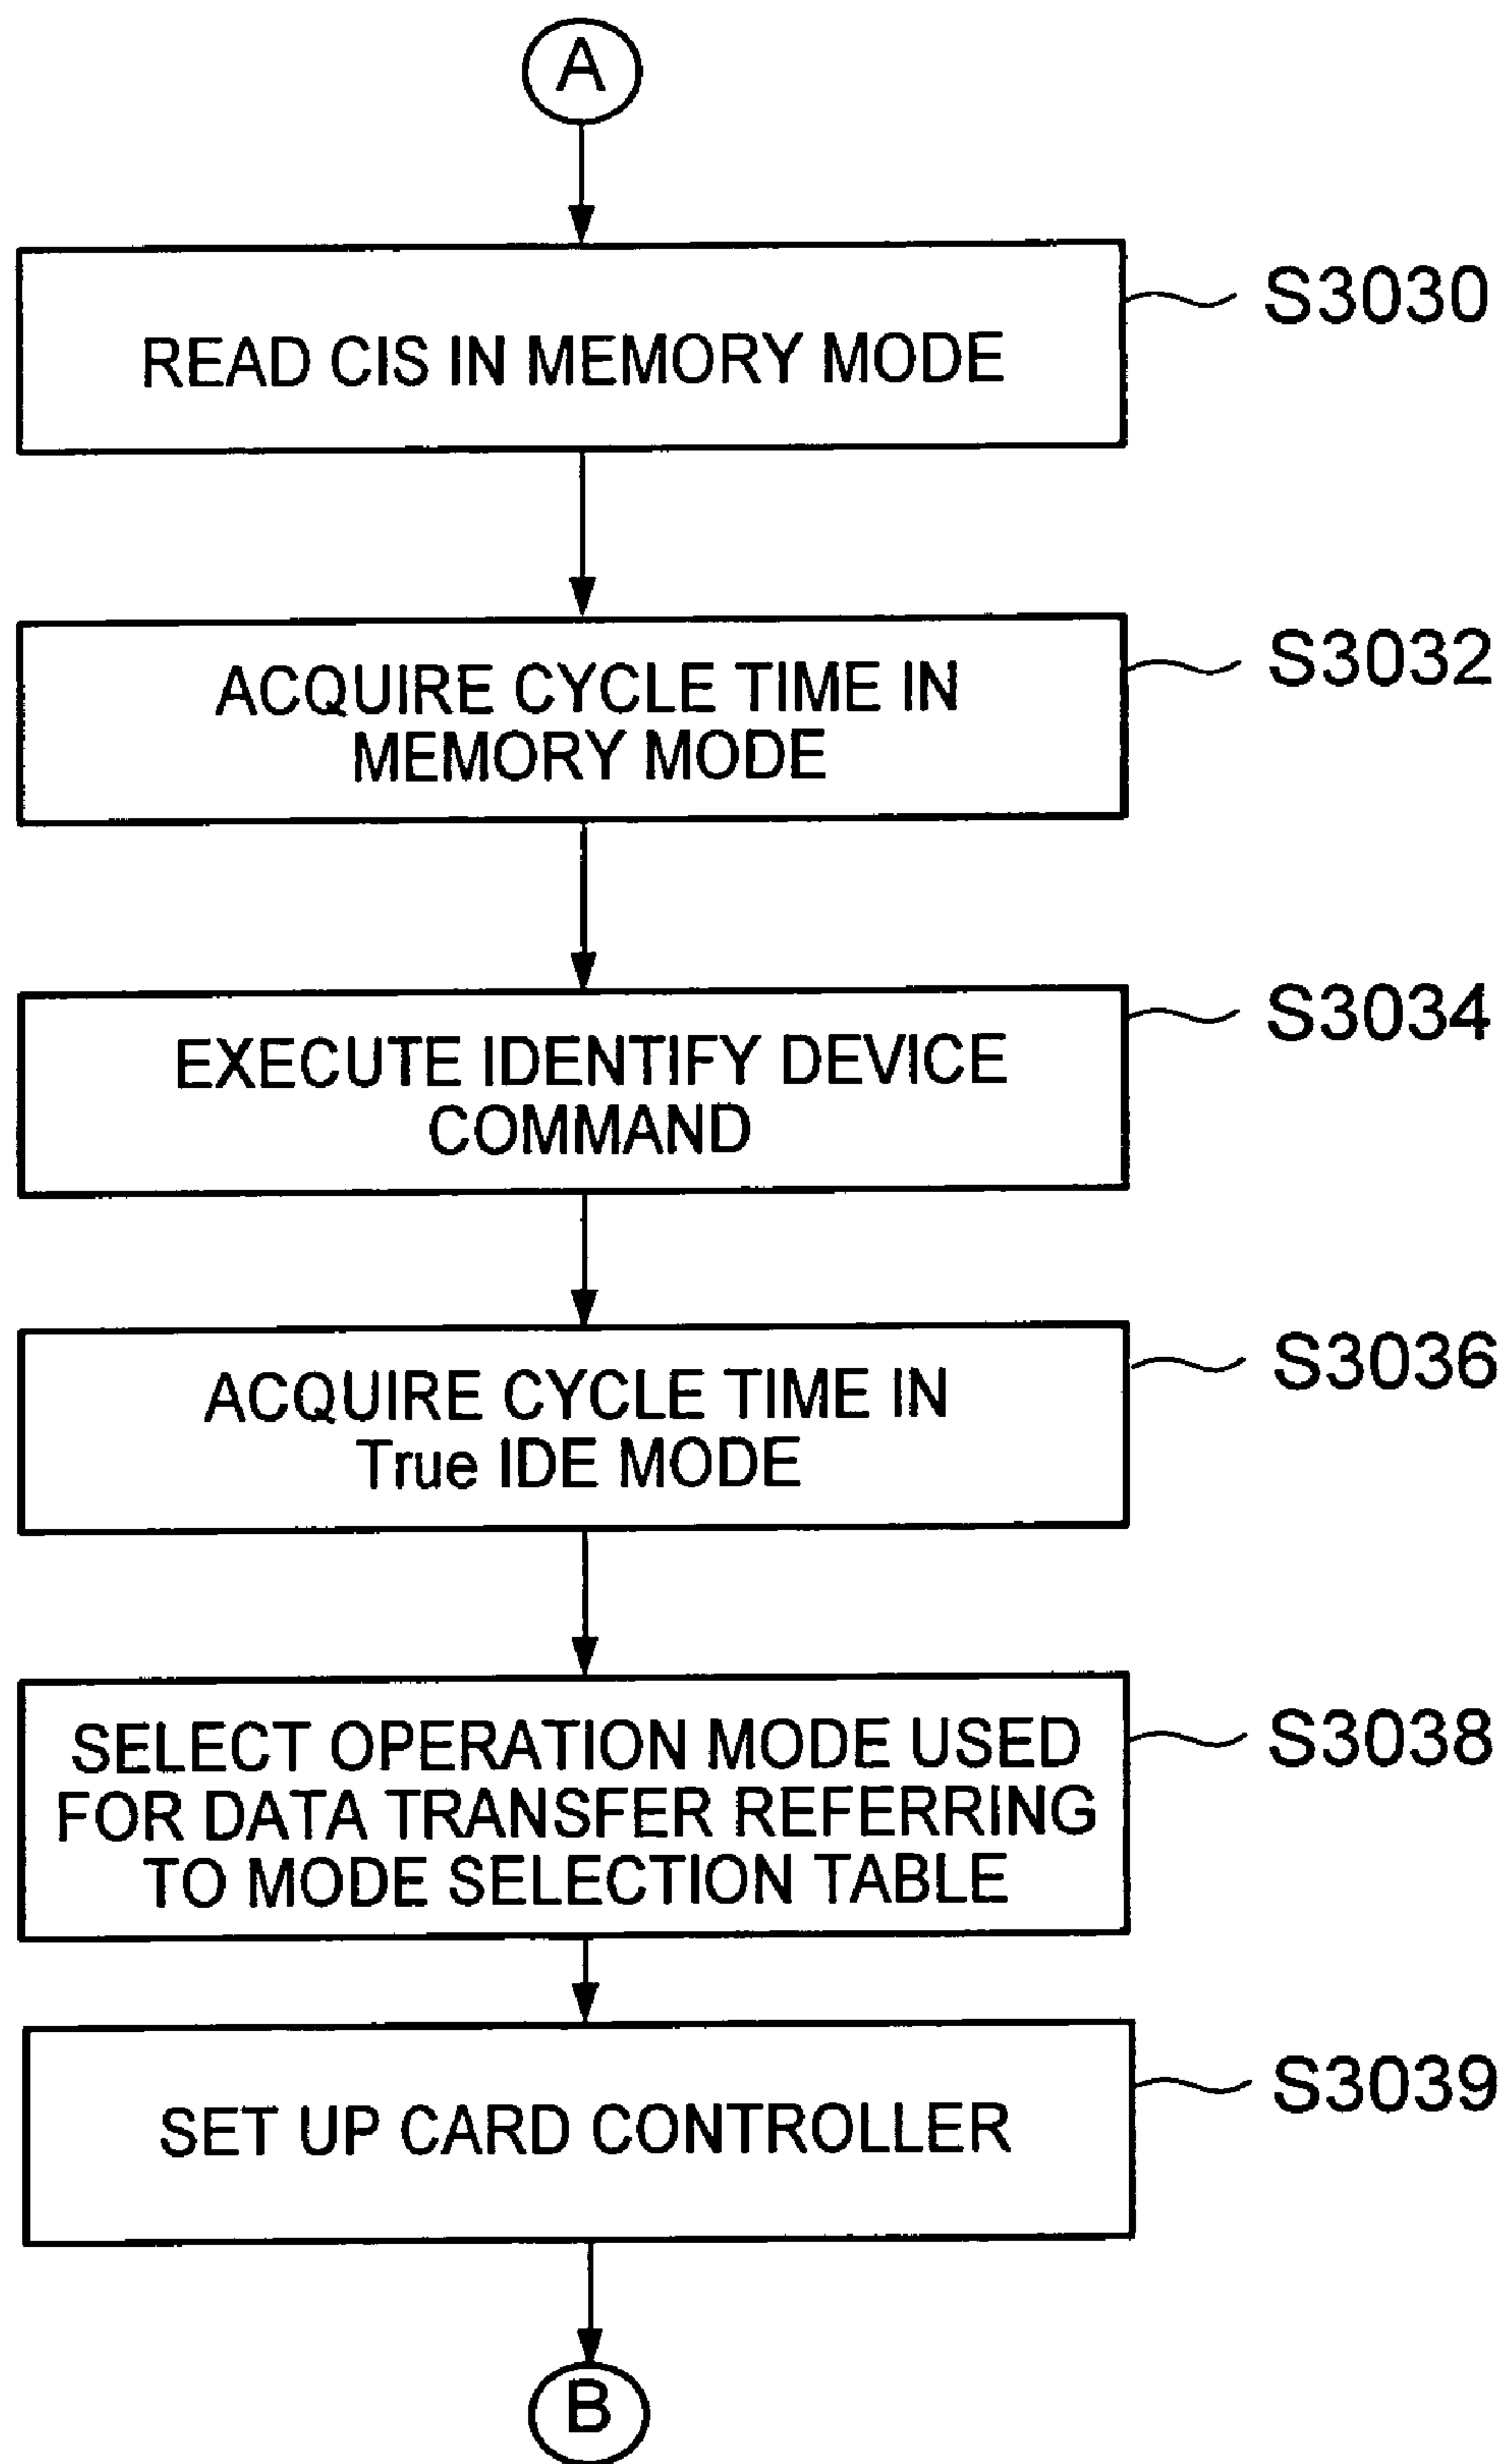 A
READ CIS IN MEMORY MODE
S3030
ACQUIRE CYCLE TIME IN
MEMORY MODE
S3032
EXECUTE IDENTIFY DEVICE
COMMAND
S3034
ACQUIRE CYCLE TIME IN
True IDE MODE
S3036
SELECT OPERATION MODE USED
FOR DATA TRANSFER REFERRING
TO MODE SELECTION TABLE
S3038
SET UP CARD CONTROLLER
S3039
B